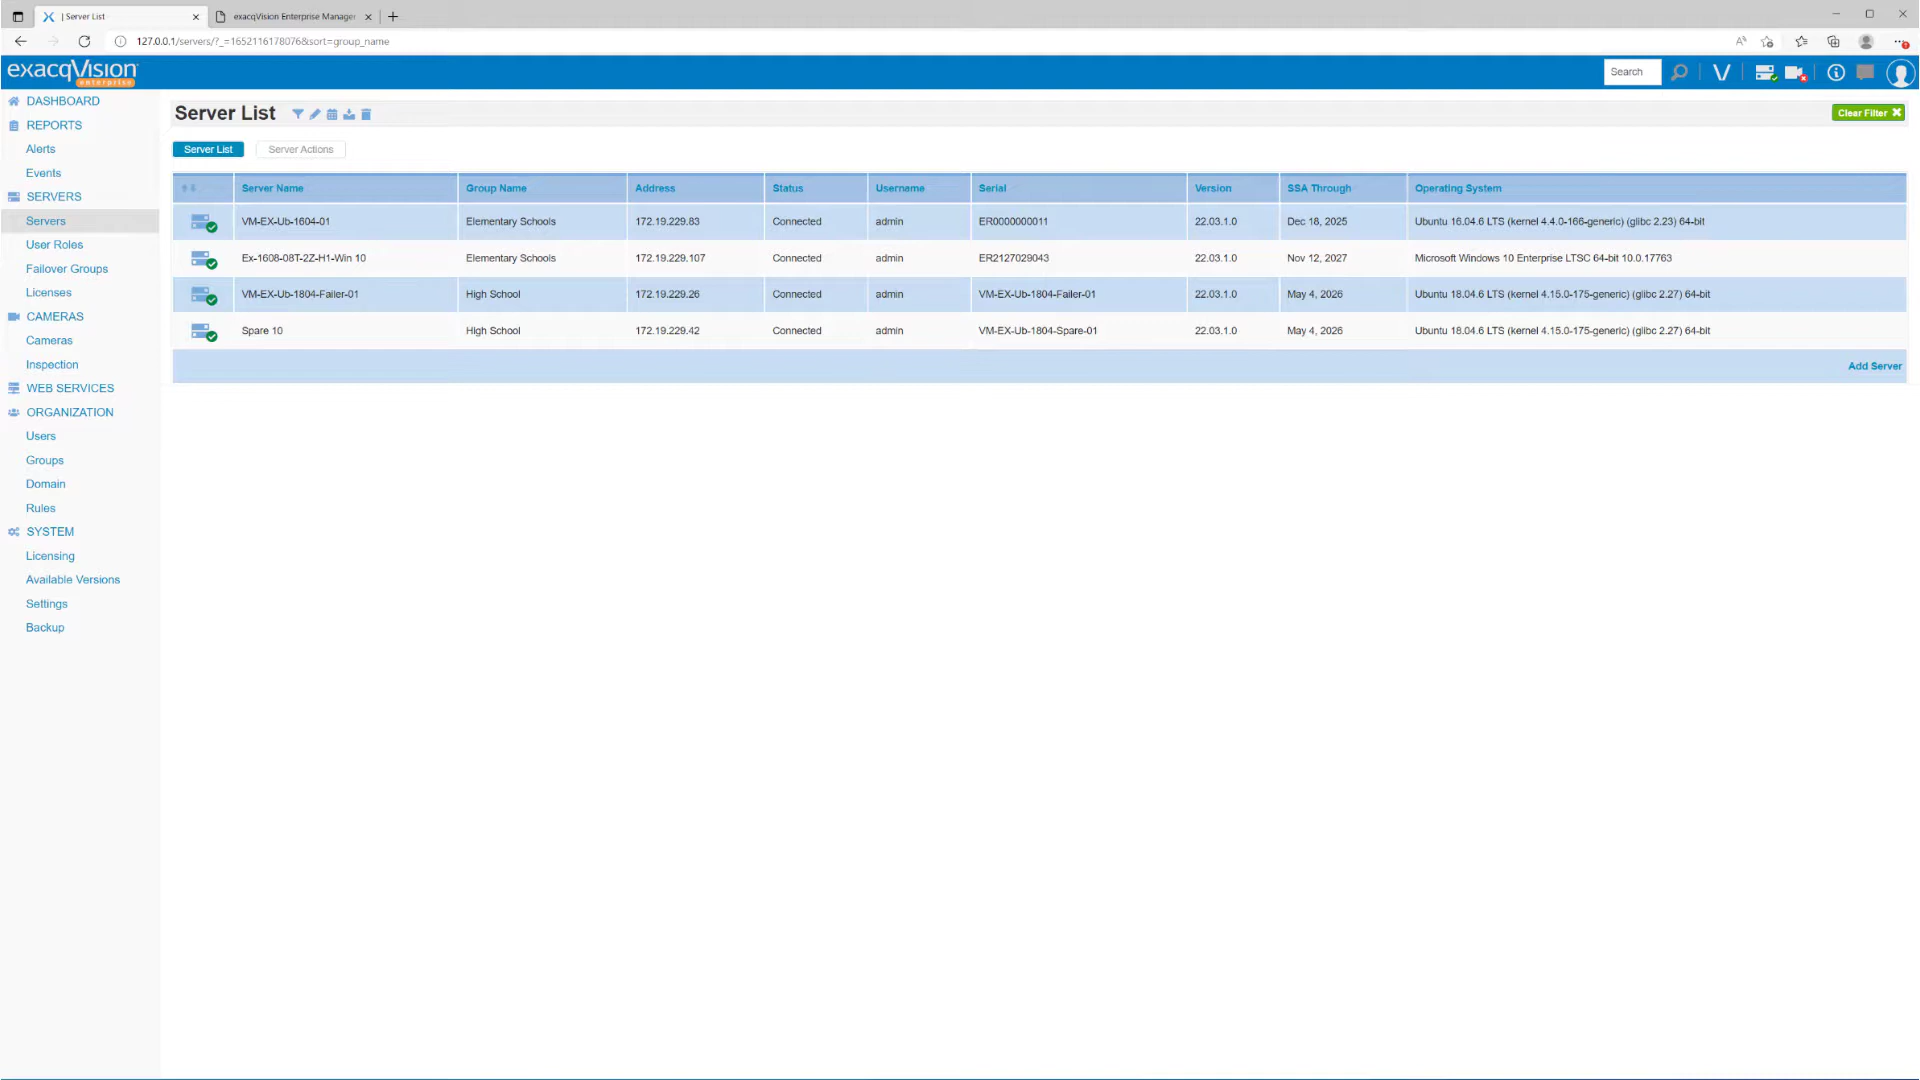 | Server List
exacqVision Enterprise Manager
127.0.0.1/servers/?_=1652116178076&sort=group_name
exacqVision
enterprise
Search
DASHBOARD
REPORTS
Alerts
Events
SERVERS
Servers
User Roles
Failover Groups
Licenses
CAMERAS
Cameras
Inspection
WEB SERVICES
ORGANIZATION
Users
Groups
Domain
Rules
SYSTEM
Licensing
Available Versions
Settings
Backup
Server List
Clear Filter
Server List Server Actions
Server Name Group Name Address Status Username Serial Version SSA Through Operating System
VM-EX-Ub-1604-01 Elementary Schools 172.19.229.83 Connected admin ER0000000011 22.03.1.0 Dec 18, 2025 Ubuntu 16.04.6 LTS (kernel 4.4.0-166-generic) (glibc 2.23) 64-bit
Ex-1608-08T-2Z-H1-Win 10 Elementary Schools 172.19.229.107 Connected admin ER2127029043 22.03.1.0 Nov 12, 2027 Microsoft Windows 10 Enterprise LTSC 64-bit 10.0.17763
VM-EX-Ub-1804-Failer-01 High School 172.19.229.26 Connected admin VM-EX-Ub-1804-Failer-01 22.03.1.0 May 4, 2026 Ubuntu 18.04.6 LTS (kernel 4.15.0-175-generic) (glibc 2.27) 64-bit
Spare 10 High School 172.19.229.42 Connected admin VM-EX-Ub-1804-Spare-01 22.03.1.0 May 4, 2026 Ubuntu 18.04.6 LTS (kernel 4.15.0-175-generic) (glibc 2.27) 64-bit
Add Server